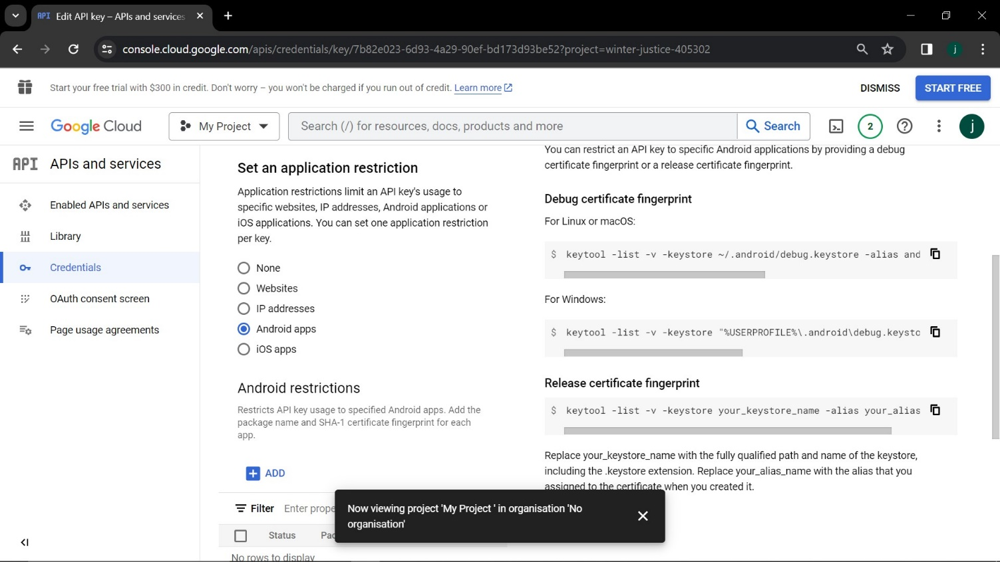 API Edit API key – APIs and services
console.cloud.google.com/apis/credentials/key/7b82e023-6d93-4a29-90ef-bd173d93be52?project=winter-justice-405302
j
Start your free trial with $300 in credit. Don't worry – you won't be charged if you run out of credit. Learn more
DISMISS
START FREE
Google Cloud
My Project
Search (/) for resources, docs, products and more
Search
2
j
API APIs and services
Enabled APIs and services
Library
Credentials
OAuth consent screen
Page usage agreements
Set an application restriction
Application restrictions limit an API key's usage to
specific websites, IP addresses, Android applications or
iOS applications. You can set one application restriction
per key.
None
Websites
IP addresses
Android apps
iOS apps
Android restrictions
Restricts API key usage to specified Android apps. Add the
package name and SHA-1 certificate fingerprint for each
app.
ADD
Filter Enter prope
Status Pac
No rows to display
You can restrict an API key to specific Android applications by providing a debug
certificate fingerprint or a release certificate fingerprint.
Debug certificate fingerprint
For Linux or macOS:
$ keytool -list -v -keystore ~/.android/debug.keystore -alias and
For Windows:
$ keytool -list -v -keystore "%USERPROFILE%\.android\debug.keysto
Release certificate fingerprint
$ keytool -list -v -keystore your_keystore_name -alias your_alias
Replace your_keystore_name with the fully qualified path and name of the keystore,
including the .keystore extension. Replace your_alias_name with the alias that you
assigned to the certificate when you created it.
Now viewing project 'My Project ' in organisation 'No
organisation'